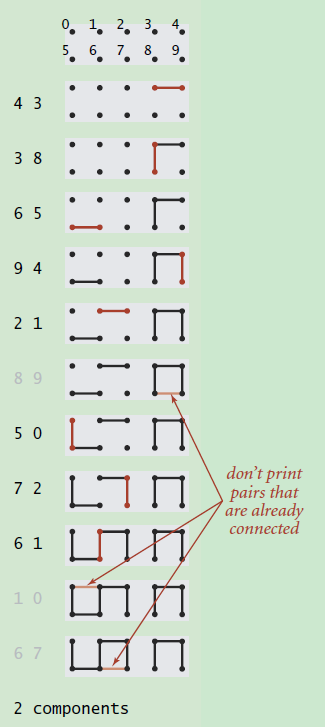 0 1 2 3 4
5 6 7 8 9
4 3
3 8
6 5
9 4
2 1
8 9
5 0
7 2
don't print
pairs that
are already
connected
6 1
1 0
6 7
2 components